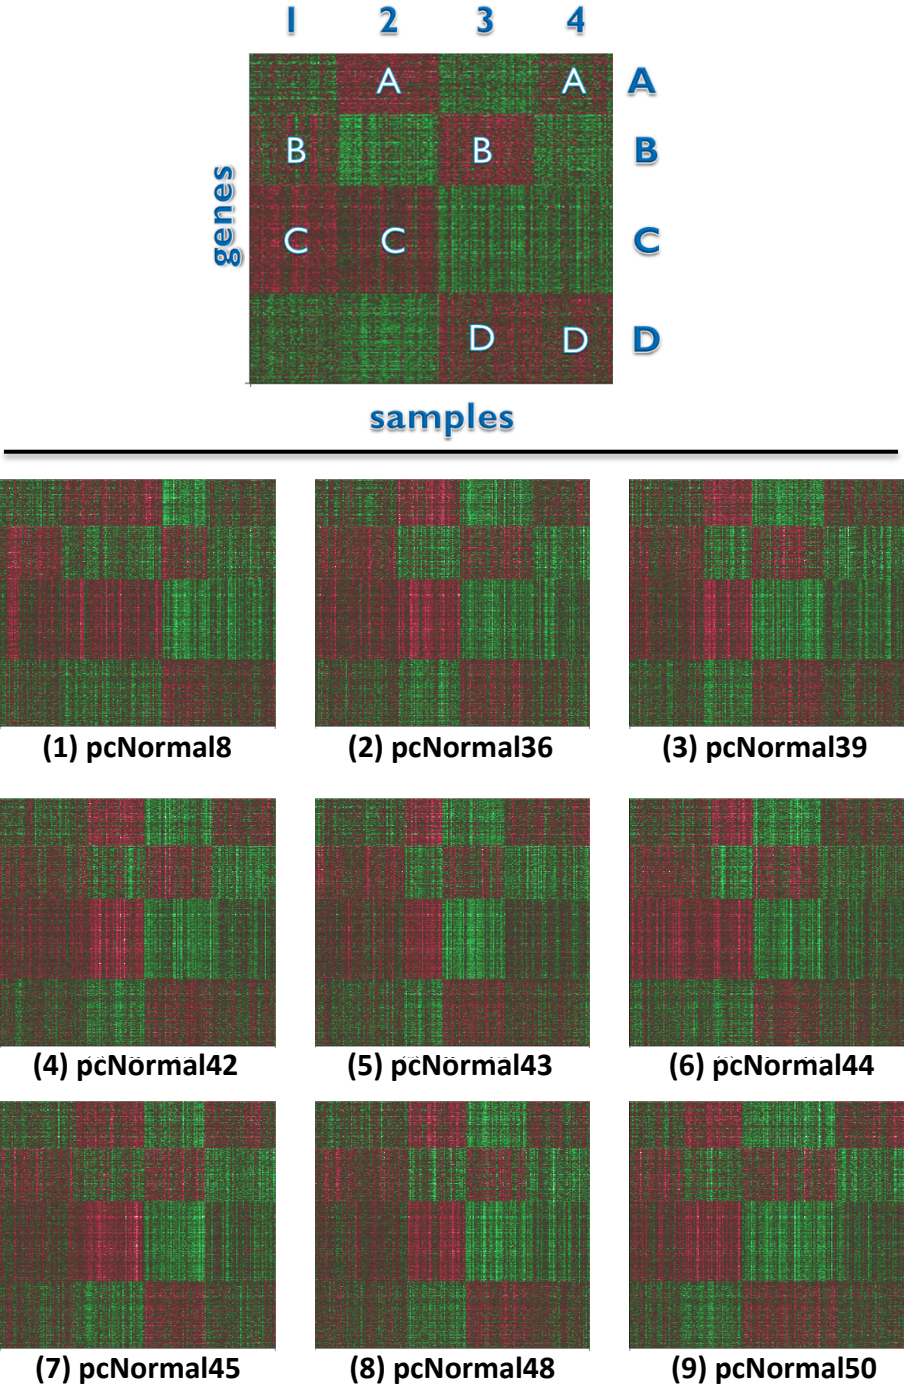 1 2 3 4
A A A
B B B
genes
C C C
D D D
samples
(1) pcNormal8 (2) pcNormal36 (3) pcNormal39
(4) pcNormal42 (5) pcNormal43 (6) pcNormal44
(7) pcNormal45 (8) pcNormal48 (9) pcNormal50